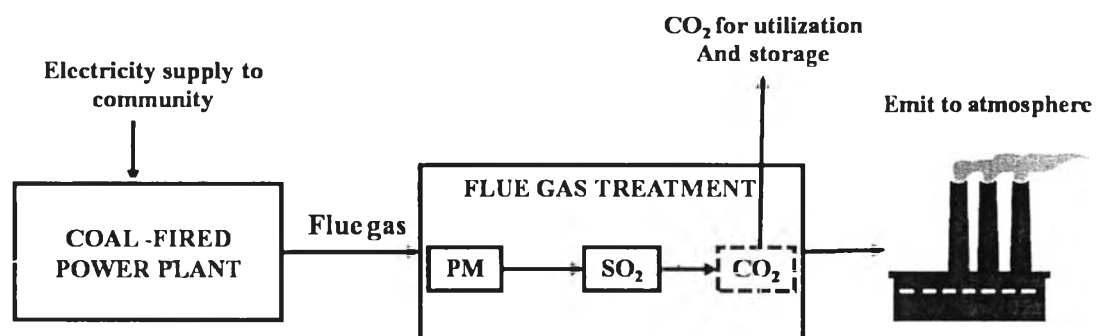 CO₂ for utilization
And storage
Electricity supply to
community
Emit to atmosphere
FLUE GAS TREATMENT
COAL -FIRED
POWER PLANT
Flue gas
PM
SO₂
CO₂